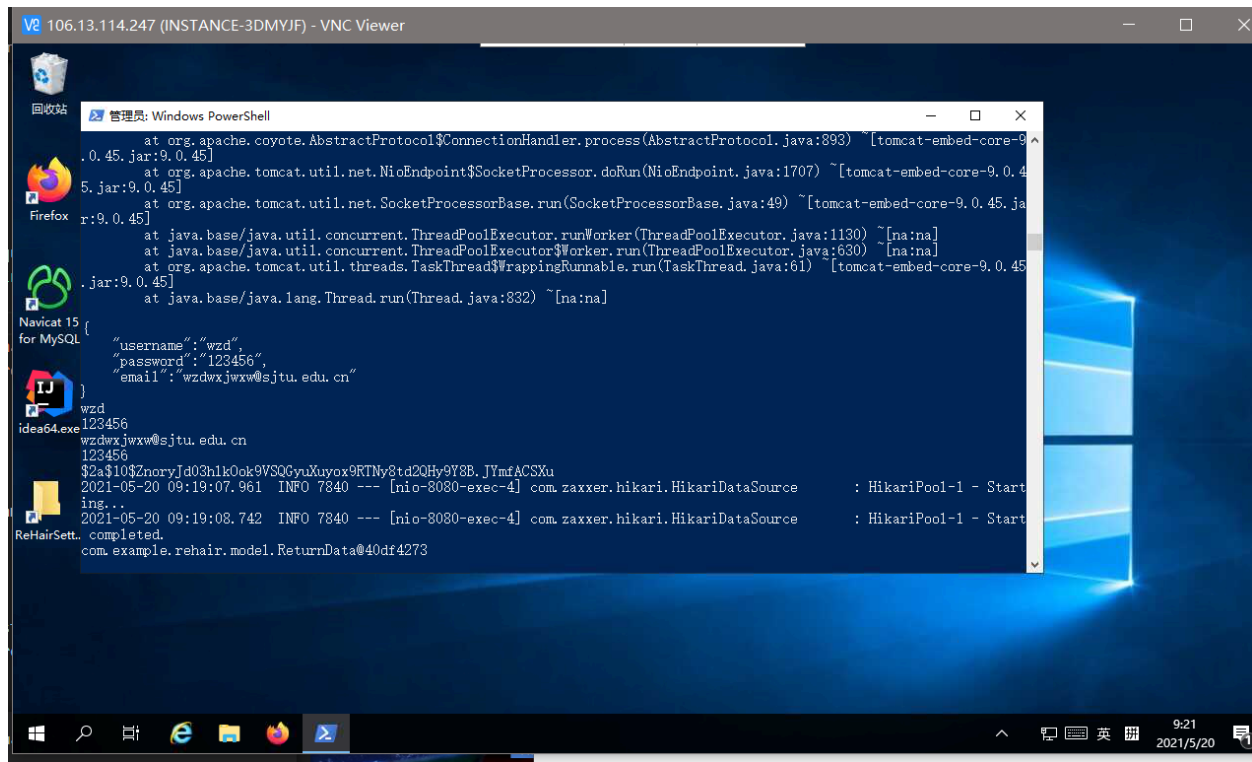 106.13.114.247 (INSTANCE-3DMYJF) - VNC Viewer
回收站
管理员: Windows PowerShell
at org.apache.coyote.AbstractProtocol$ConnectionHandler.process(AbstractProtocol.java:893) ~[tomcat-embed-core-9
.0.45.jar:9.0.45]
at org.apache.tomcat.util.net.NioEndpoint$SocketProcessor.doRun(NioEndpoint.java:1707) ~[tomcat-embed-core-9.0.4
5.jar:9.0.45]
at org.apache.tomcat.util.net.SocketProcessorBase.run(SocketProcessorBase.java:49) ~[tomcat-embed-core-9.0.45.ja
r:9.0.45]
at java.base/java.util.concurrent.ThreadPoolExecutor.runWorker(ThreadPoolExecutor.java:1130) ~[na:na]
at java.base/java.util.concurrent.ThreadPoolExecutor$Worker.run(ThreadPoolExecutor.java:630) ~[na:na]
at org.apache.tomcat.util.threads.TaskThread$WrappingRunnable.run(TaskThread.java:61) ~[tomcat-embed-core-9.0.45
.jar:9.0.45]
at java.base/java.lang.Thread.run(Thread.java:832) ~[na:na]
{
"username":"wzd",
"password":"123456",
"email":"wzdwxjwxw@sjtu.edu.cn"
}
wzd
123456
wzdwxjwxw@sjtu.edu.cn
123456
$2a$10$ZnoryJd03h1kOok9VSQGyuXuyox9RTNy8td2QHy9Y8B.JYmfACSXu
2021-05-20 09:19:07.961  INFO 7840 --- [nio-8080-exec-4] com.zaxxer.hikari.HikariDataSource       : HikariPool-1 - Start
ing...
2021-05-20 09:19:08.742  INFO 7840 --- [nio-8080-exec-4] com.zaxxer.hikari.HikariDataSource       : HikariPool-1 - Start
completed.
com.example.rehair.model.ReturnData@40df4273
Firefox
Navicat 15
for MySQL
idea64.exe
ReHairSett..
英
拼
9:21
2021/5/20
1